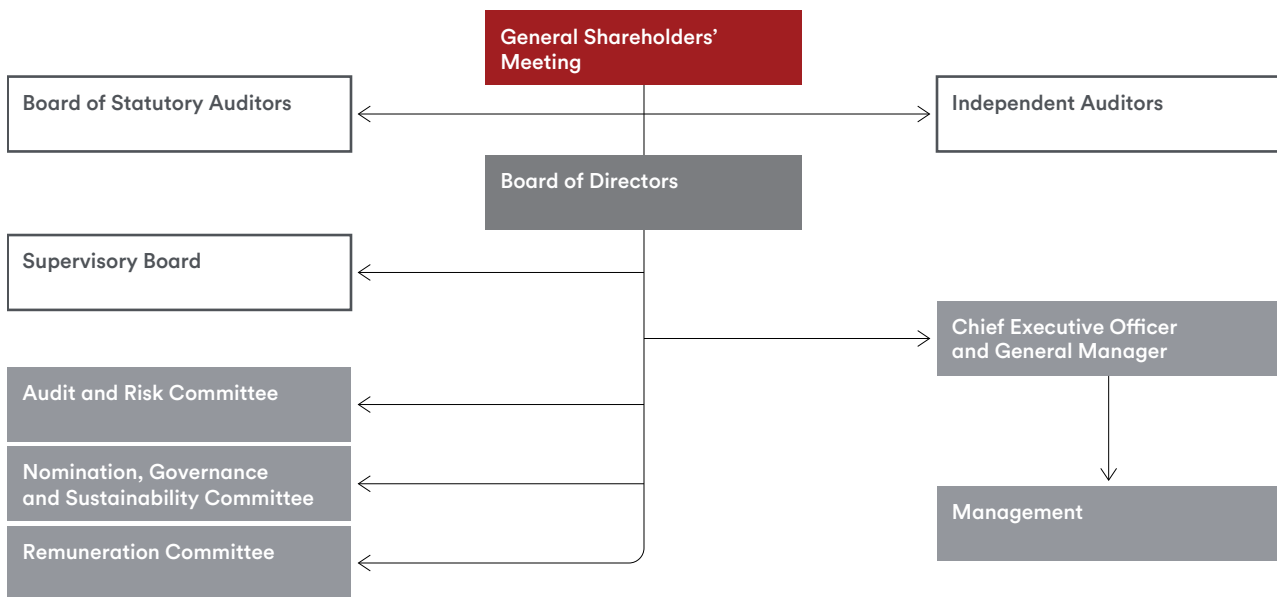 General Shareholders’
Meeting
Board of Statutory Auditors
Independent Auditors
Board of Directors
Supervisory Board
Chief Executive Officer
and General Manager
Audit and Risk Committee
Nomination, Governance
and Sustainability Committee
Management
Remuneration Committee